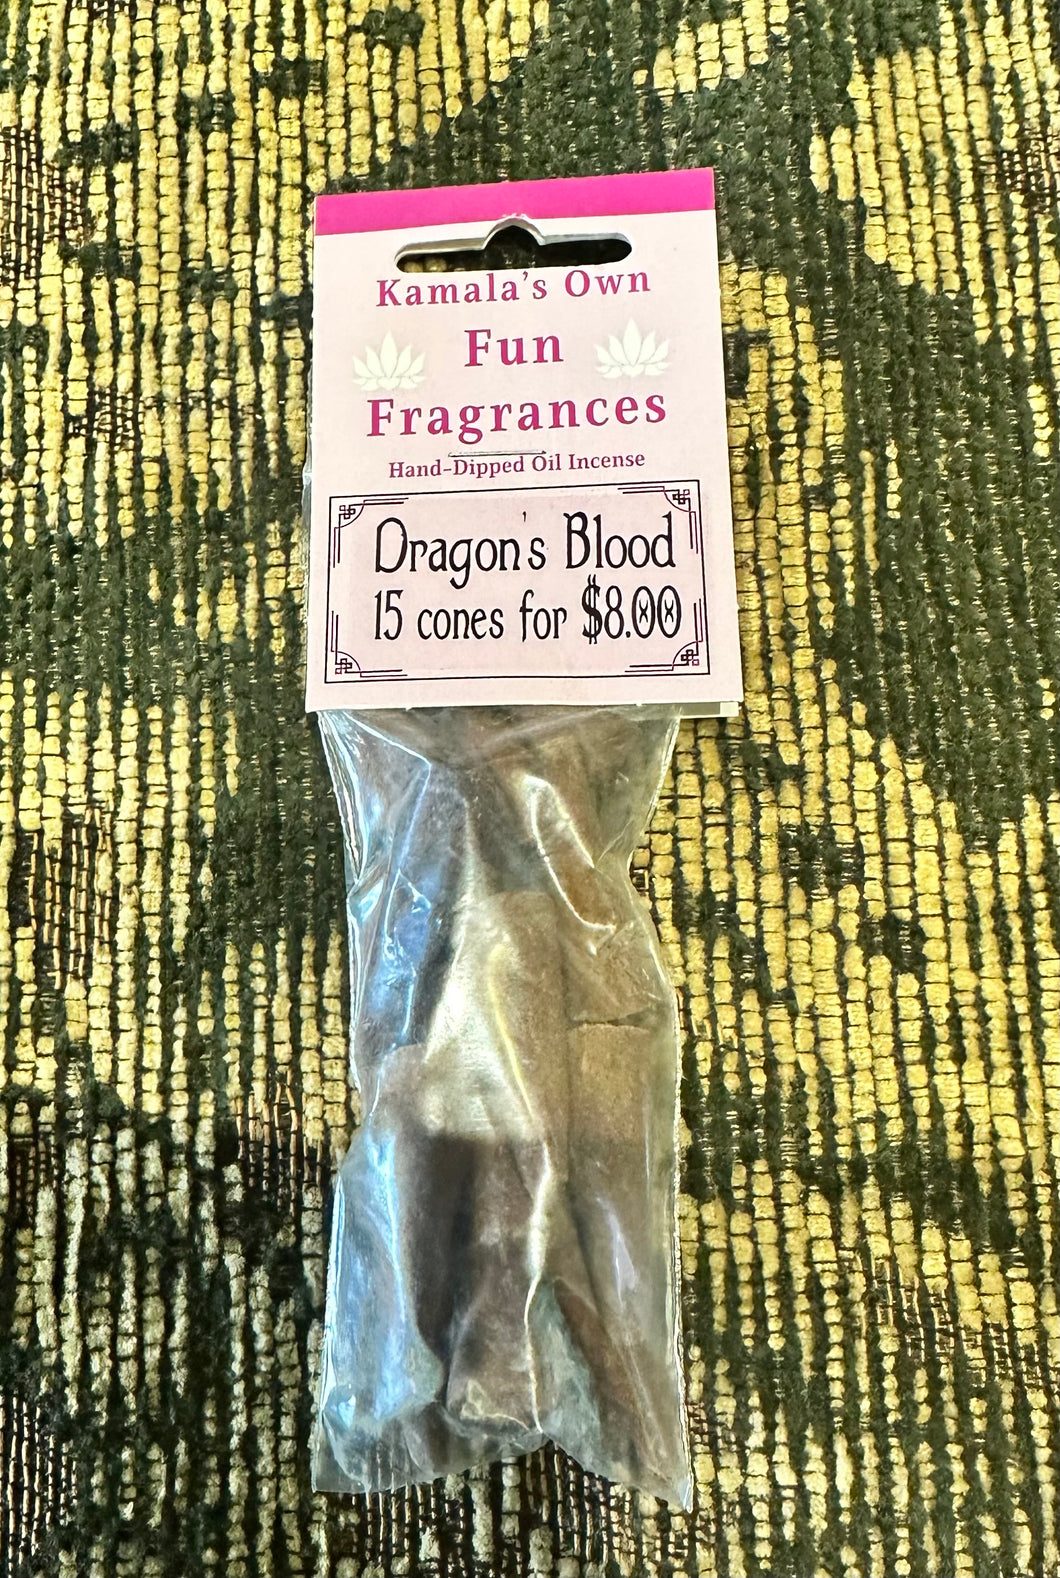 Kamala's Own
Fun
Fragrances
Hand-Dipped Oil Incense
Dragon's Blood
15 cones for $8.00